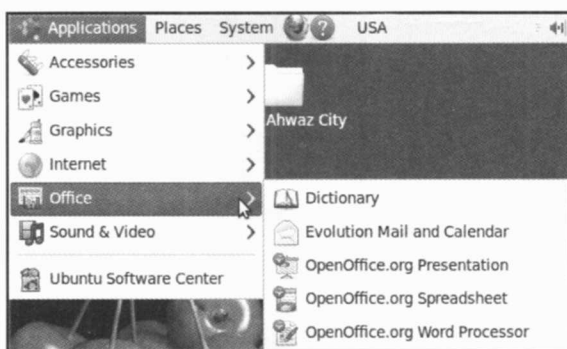 Applications Places System ? USA
Accessories
Games
Graphics
Internet
Office
Sound & Video
Ubuntu Software Center
Ahwaz City
Dictionary
Evolution Mail and Calendar
OpenOffice.org Presentation
OpenOffice.org Spreadsheet
OpenOffice.org Word Processor